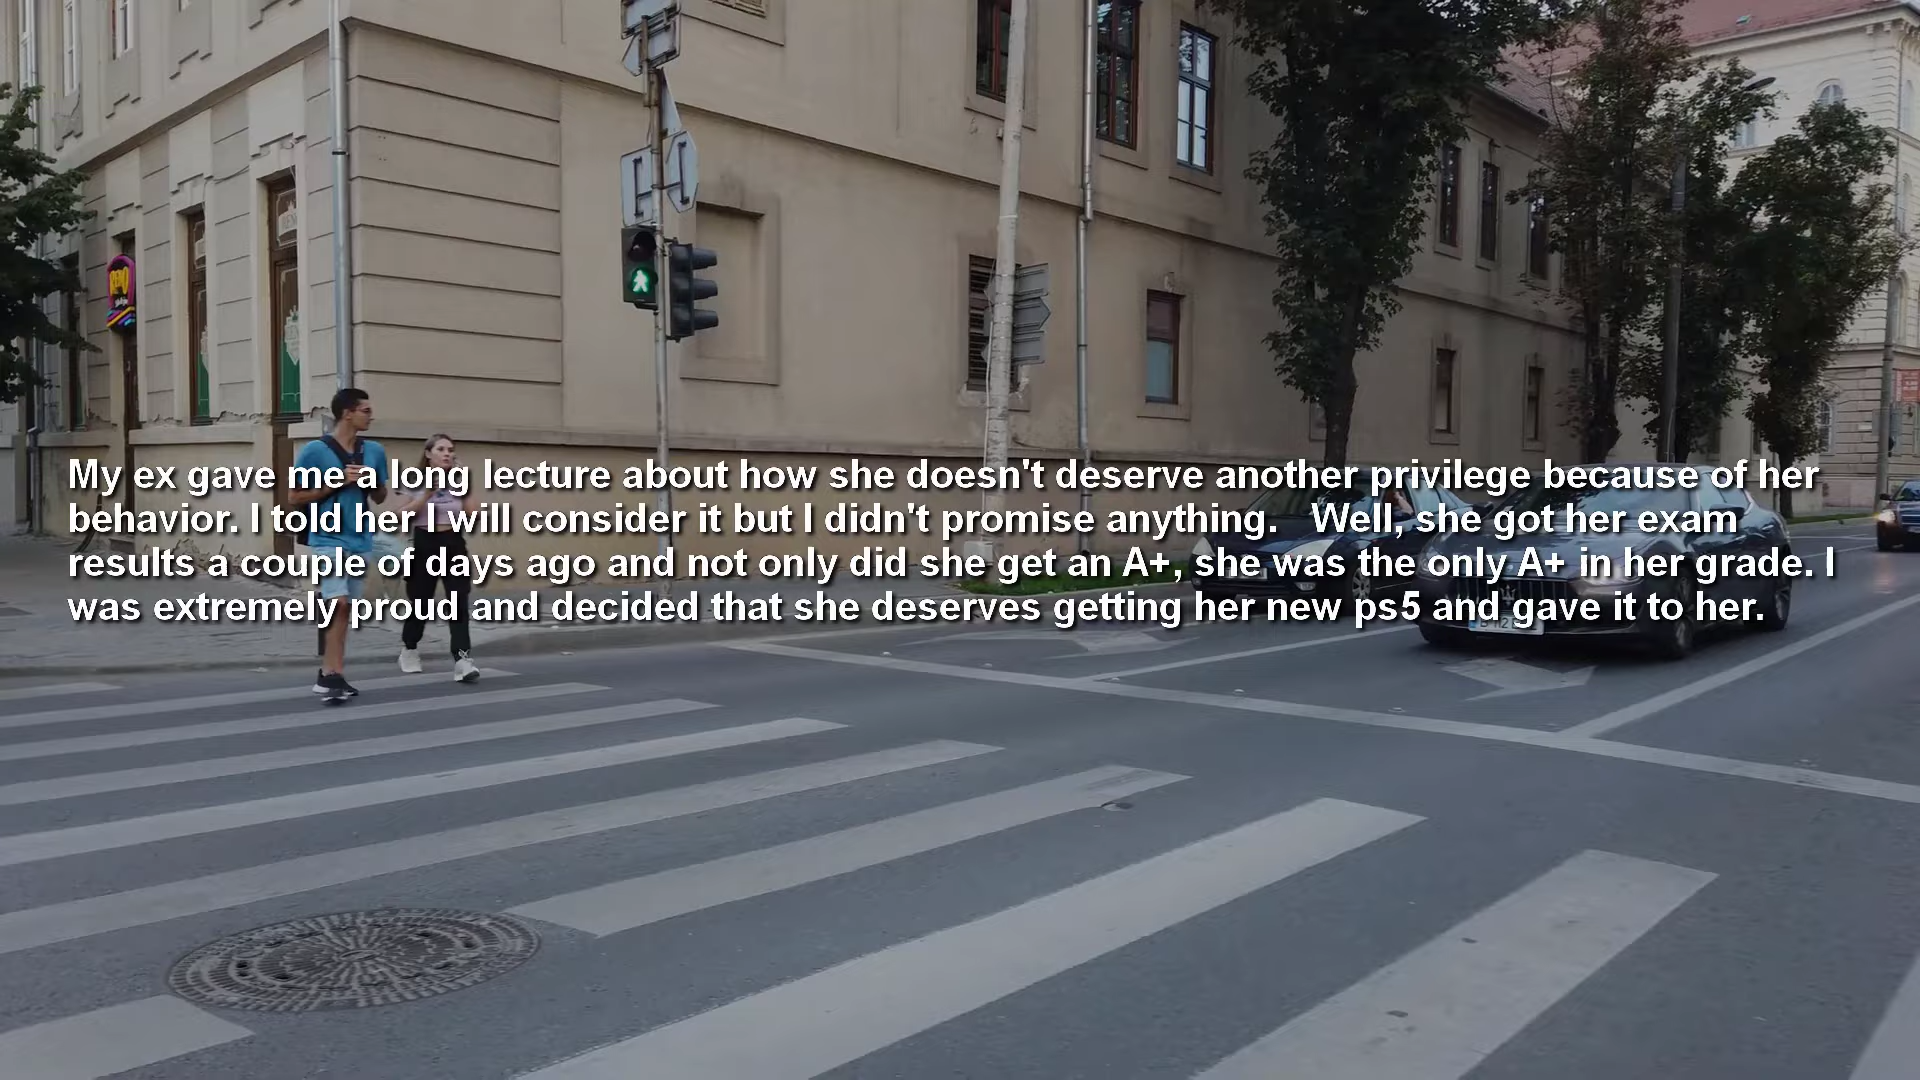 My ex gave me a long lecture about how she doesn't deserve another privilege because of her
behavior. I told her I will consider it but I didn't promise anything.   Well, she got her exam
results a couple of days ago and not only did she get an A+, she was the only A+ in her grade. I
was extremely proud and decided that she deserves getting her new ps5 and gave it to her.